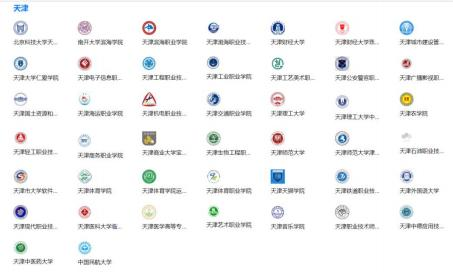 天津
北京科技大学天...
南开大学滨海学院
天津滨海职业学院
天津渤海职业技...
天津财经大学
天津财经大学珠...
天津城市建设管...
天津大学仁爱学院
天津电子信息职...
天津工程职业技...
天津工业职业学院
天津工艺美术职...
天津公安警官职...
天津广播影视职...
天津国土资源和...
天津海运职业学院
天津机电职业技...
天津交通职业学院
天津理工大学
天津理工大学中...
天津农学院
天津轻工职业技...
天津商务职业学院
天津商业大学宝...
天津生物工程职...
天津师范大学
天津师范大学津...
天津石油职业技...
天津市大学软件...
天津体育学院
天津体育学院运...
天津体育职业学院
天津天狮学院
天津铁道职业技...
天津外国语大学
天津现代职业技...
天津医科大学临...
天津医学高等专...
天津艺术职业学院
天津音乐学院
天津职业技术师...
天津中德应用技...
天津中医药大学
中国民航大学